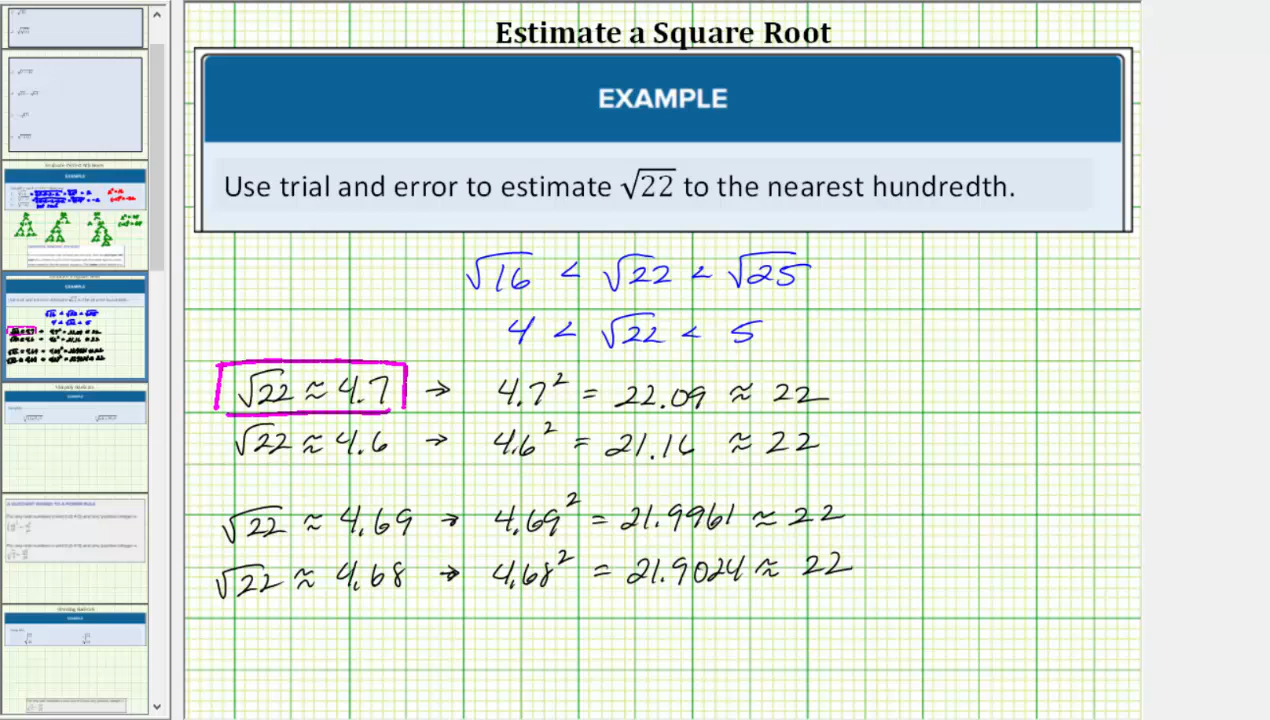 Estimate a Square Root
EXAMPLE
Use trial and error to estimate √22 to the nearest hundredth.
√16 < √22 < √25
4 < √22 < 5
√22 ≈ 4.7 → 4.7² = 22.09 ≈ 22
√22 ≈ 4.6 → 4.6² = 21.16 ≈ 22
√22 ≈ 4.69 → 4.69² = 21.9961 ≈ 22
√22 ≈ 4.68 → 4.68² = 21.9024 ≈ 22